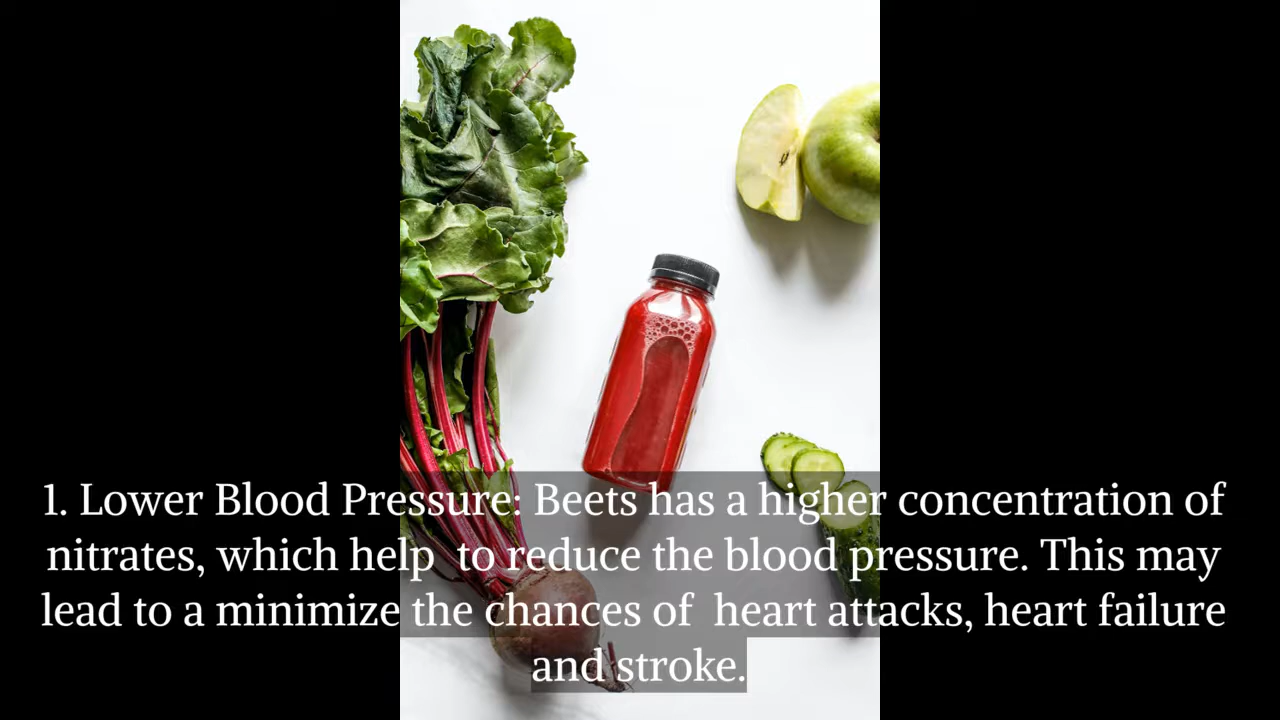 1. Lower Blood Pressure: Beets has a higher concentration of
nitrates, which help  to reduce the blood pressure. This may
lead to a minimize the chances of  heart attacks, heart failure
and stroke.